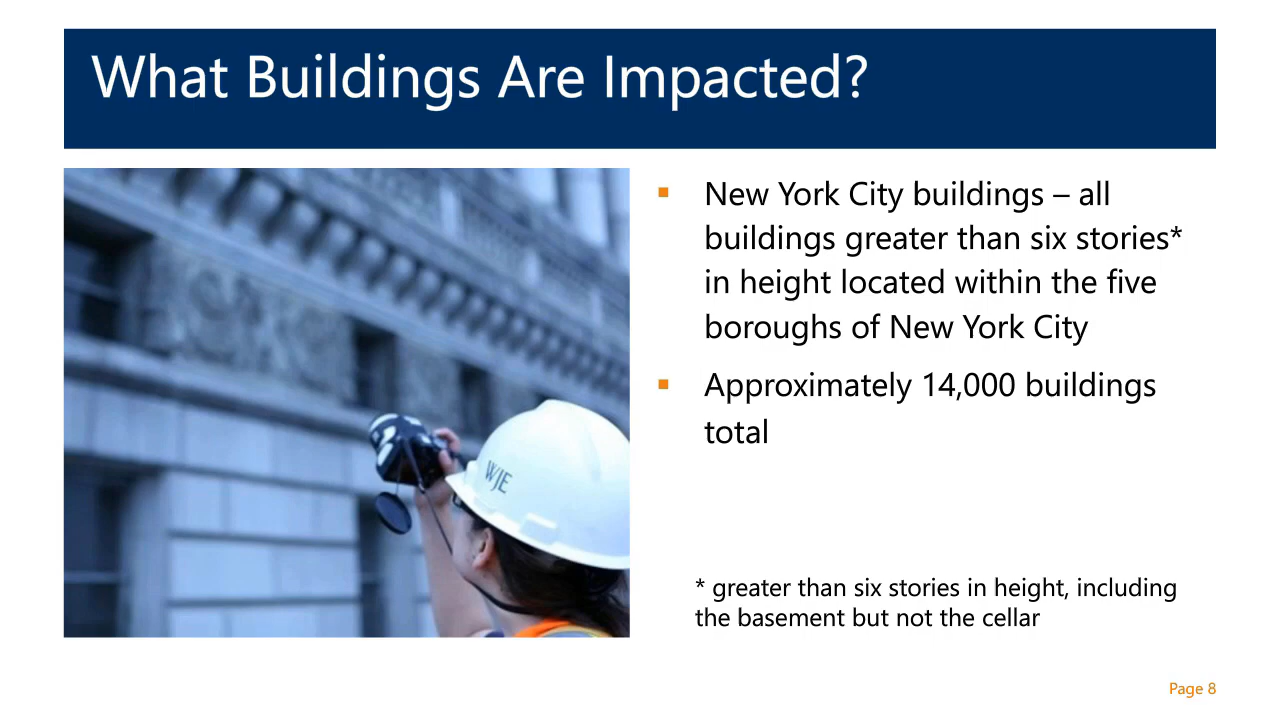 What Buildings Are Impacted?
WJE
▪ New York City buildings – all
buildings greater than six stories*
in height located within the five
boroughs of New York City
▪ Approximately 14,000 buildings
total
* greater than six stories in height, including
the basement but not the cellar
Page 8